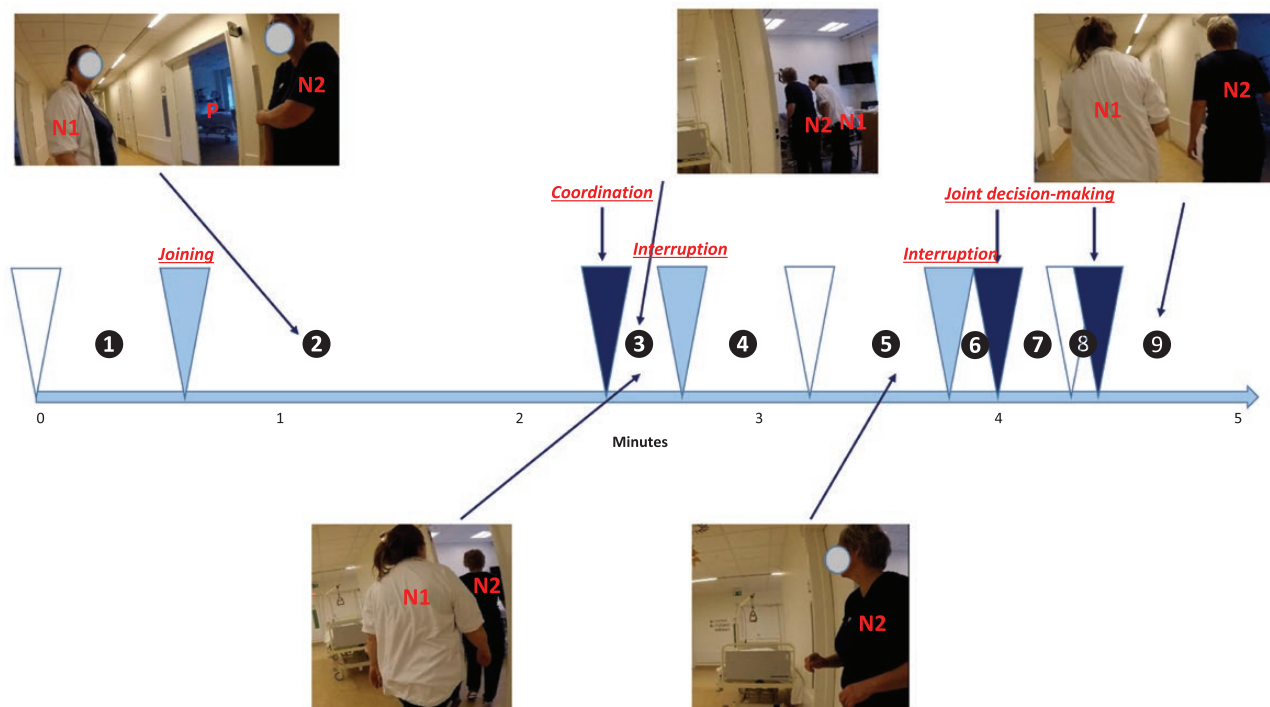 N1
P
N2
N2
N1
N1
N2
Coordination
Joint decision-making
Joining
Interruption
Interruption
1
2
3
4
5
6
7
8
9
0
1
2
3
4
5
Minutes
N1
N2
N2